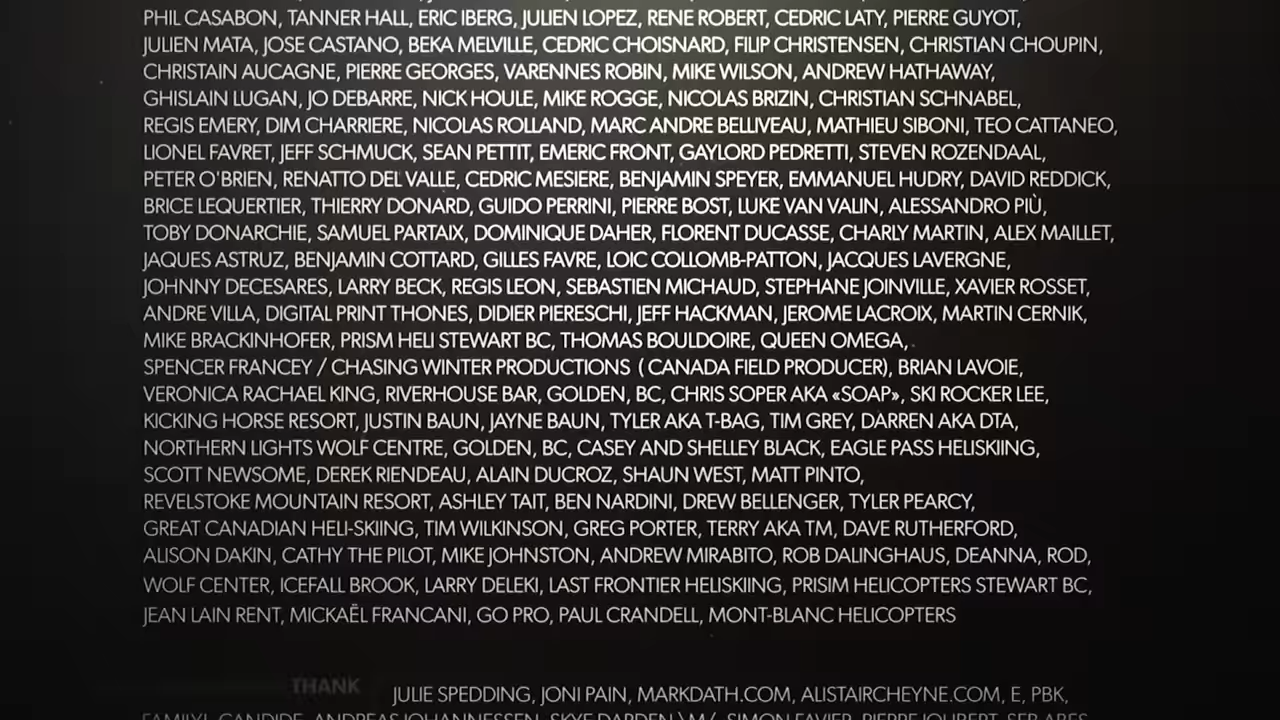 PHIL CASABON, TANNER HALL, ERIC IBERG, JULIEN LOPEZ, RENE ROBERT, CEDRIC LATY, PIERRE GUYOT,
JULIEN MATA, JOSE CASTANO, BEKA MELVILLE, CEDRIC CHOISNARD, FILIP CHRISTENSEN, CHRISTIAN CHOUPIN,
CHRISTAIN AUCAGNE, PIERRE GEORGES, VARENNES ROBIN, MIKE WILSON, ANDREW HATHAWAY,
GHISLAIN LUGAN, JO DEBARRE, NICK HOULE, MIKE ROGGE, NICOLAS BRIZIN, CHRISTIAN SCHNABEL,
REGIS EMERY, DIM CHARRIERE, NICOLAS ROLLAND, MARC ANDRE BELLIVEAU, MATHIEU SIBONI, TEO CATTANEO,
LIONEL FAVRET, JEFF SCHMUCK, SEAN PETTIT, EMERIC FRONT, GAYLORD PEDRETTI, STEVEN ROZENDAAL,
PETER O'BRIEN, RENATTO DEL VALLE, CEDRIC MESIERE, BENJAMIN SPEYER, EMMANUEL HUDRY, DAVID REDDICK,
BRICE LEQUERTIER, THIERRY DONARD, GUIDO PERRINI, PIERRE BOST, LUKE VAN VALIN, ALESSANDRO PIÙ,
TOBY DONARCHIE, SAMUEL PARTAIX, DOMINIQUE DAHER, FLORENT DUCASSE, CHARLY MARTIN, ALEX MAILLET,
JAQUES ASTRUZ, BENJAMIN COTTARD, GILLES FAVRE, LOIC COLLOMB-PATTON, JACQUES LAVERGNE,
JOHNNY DECESARES, LARRY BECK, REGIS LEON, SEBASTIEN MICHAUD, STEPHANE JOINVILLE, XAVIER ROSSET,
ANDRE VILLA, DIGITAL PRINT THONES, DIDIER PIERESCHI, JEFF HACKMAN, JEROME LACROIX, MARTIN CERNIK,
MIKE BRACKINHOFER, PRISM HELI STEWART BC, THOMAS BOULDOIRE, QUEEN OMEGA,
SPENCER FRANCEY / CHASING WINTER PRODUCTIONS ( CANADA FIELD PRODUCER), BRIAN LAVOIE,
VERONICA RACHAEL KING, RIVERHOUSE BAR, GOLDEN, BC, CHRIS SOPER AKA «SOAP», SKI ROCKER LEE,
KICKING HORSE RESORT, JUSTIN BAUN, JAYNE BAUN, TYLER AKA T-BAG, TIM GREY, DARREN AKA DTA,
NORTHERN LIGHTS WOLF CENTRE, GOLDEN, BC, CASEY AND SHELLEY BLACK, EAGLE PASS HELISKIING,
SCOTT NEWSOME, DEREK RIENDEAU, ALAIN DUCROZ, SHAUN WEST, MATT PINTO,
REVELSTOKE MOUNTAIN RESORT, ASHLEY TAIT, BEN NARDINI, DREW BELLENGER, TYLER PEARCY,
GREAT CANADIAN HELI-SKIING, TIM WILKINSON, GREG PORTER, TERRY AKA TM, DAVE RUTHERFORD,
ALISON DAKIN, CATHY THE PILOT, MIKE JOHNSTON, ANDREW MIRABITO, ROB DALINGHAUS, DEANNA, ROD,
WOLF CENTER, ICEFALL BROOK, LARRY DELEKI, LAST FRONTIER HELISKIING, PRISIM HELICOPTERS STEWART BC,
JEAN LAIN RENT, MICKAËL FRANCANI, GO PRO, PAUL CRANDELL, MONT-BLANC HELICOPTERS
THANK JULIE SPEDDING, JONI PAIN, MARKDATH.COM, ALISTAIRCHEYNE.COM, E, PBK,
CANDIDE, ANDREAS JOHANNESSEN, SKYE DARDEN \M/, SIMON FAVIER, PIERRE JOUBERT,